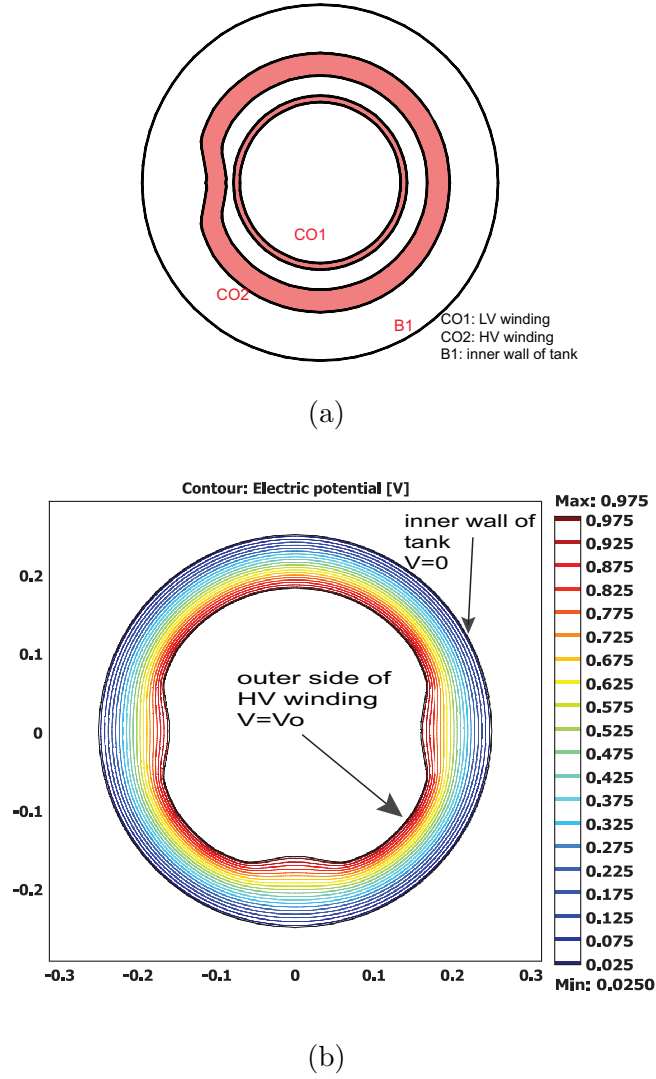 CO1
CO2
B1
CO1: LV winding
CO2: HV winding
B1: inner wall of tank
(a)
Contour: Electric potential [V]
Max: 0.975
inner wall of
tank
V=0
outer side of
HV winding
V=Vo
0.2
0.1
0
-0.1
-0.2
-0.3
-0.2
-0.1
0
0.1
0.2
0.3
0.975
0.925
0.875
0.825
0.775
0.725
0.675
0.625
0.575
0.525
0.475
0.425
0.375
0.325
0.275
0.225
0.175
0.125
0.075
0.025
Min: 0.0250
(b)